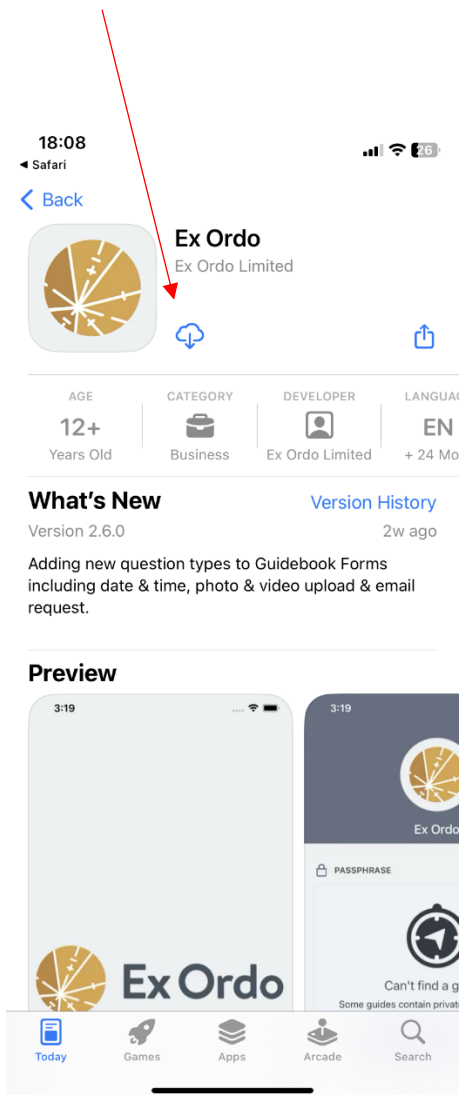 18:08
26
Safari
Back
Ex Ordo
Ex Ordo Limited
AGE
CATEGORY
DEVELOPER
12+
EN
Years Old
Business
Ex Ordo Limited
+ 24
What's New
Version History
Version 2.6.0
2w ago
Adding new question types to Guidebook Forms
including date & time, photo & video upload & email
request.
Preview
3:19
3:19
Ex Ordo
PASSPHRASE
Ex Ordo
Can't find a
Some guides contain
Today
Games
Apps
Arcade
Search